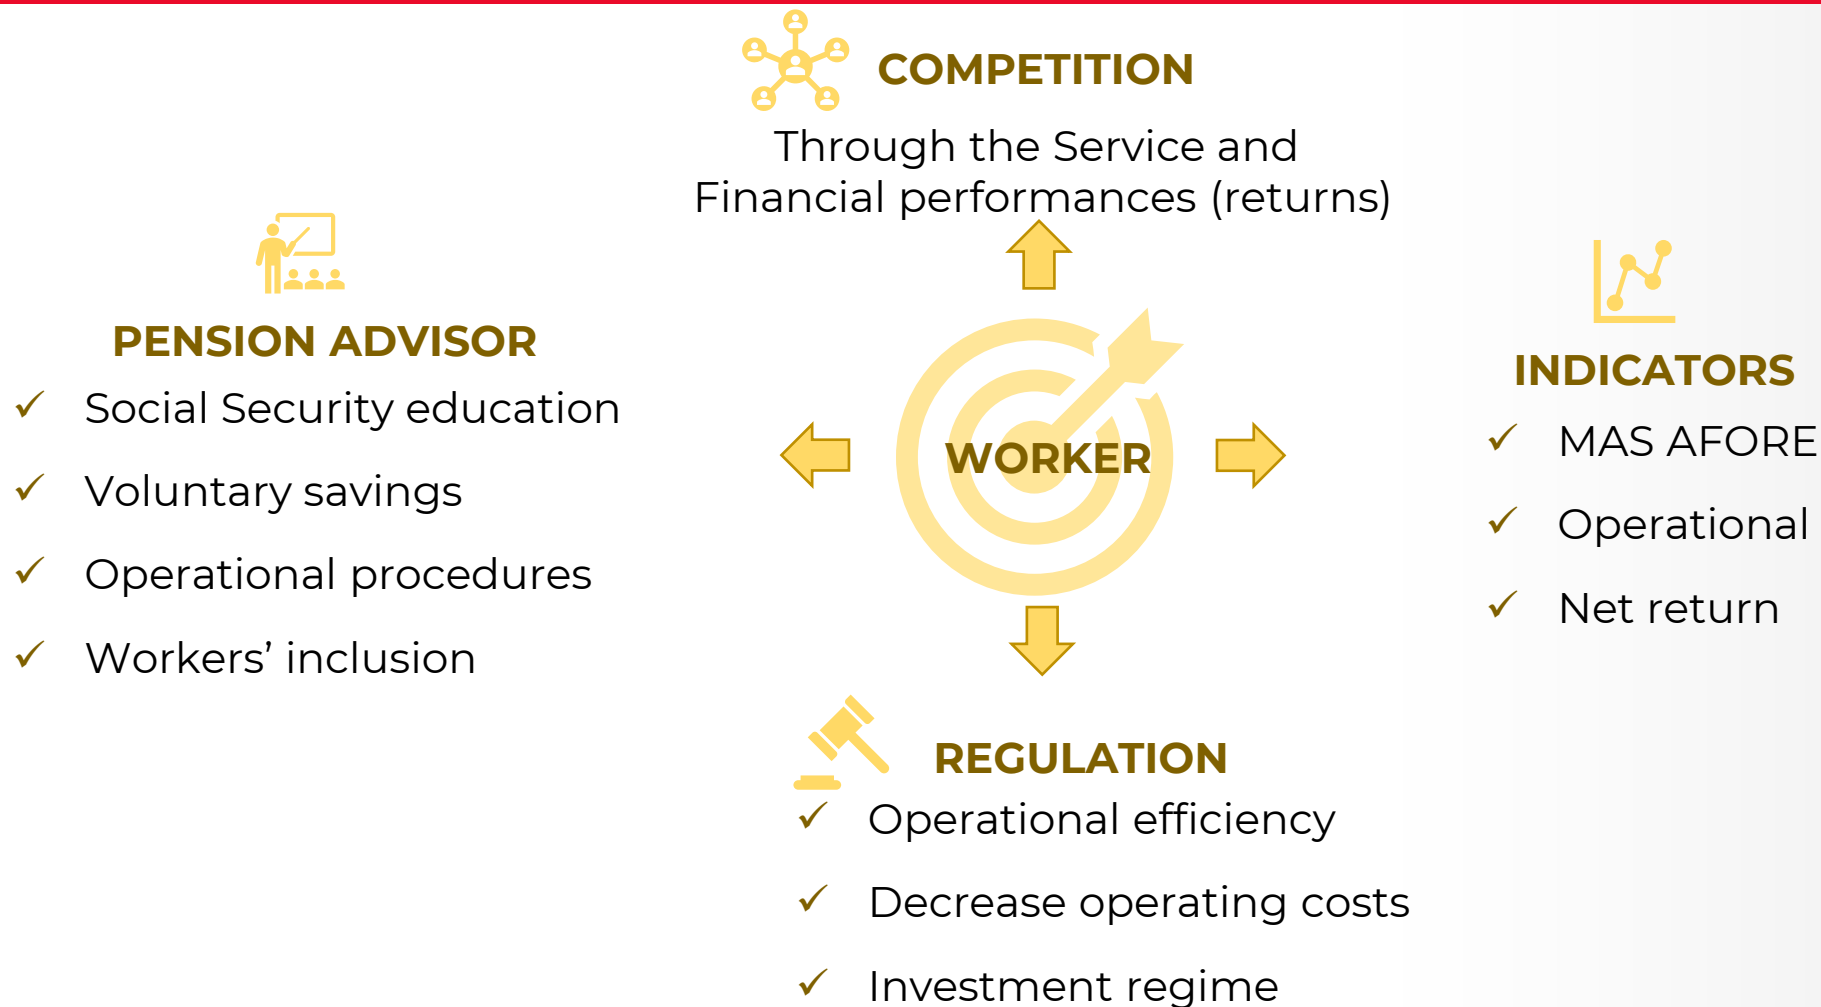 COMPETITION
Through the Service and
Financial performances (returns)
PENSION ADVISOR
✓ Social Security education
✓ Voluntary savings
✓ Operational procedures
✓ Workers’ inclusion
WORKER
INDICATORS
✓ MAS AFORE
✓ Operational
✓ Net return
REGULATION
✓ Operational efficiency
✓ Decrease operating costs
✓ Investment regime